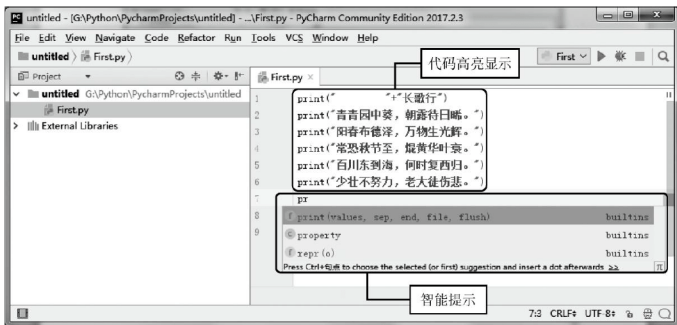 untitled - [G:\Python\PycharmProjects\untitled] - ...\First.py - PyCharm Community Edition 2017.2.3
File Edit View Navigate Code Refactor Run Tools VCS Window Help
untitled First.py
First
代码高亮显示
Project
First.py
untitled G:\Python\PycharmProjects\untitled
First.py
External Libraries
1 print(" "+"长歌行")
2 print("青青园中葵，朝露待日晞。")
3 print("阳春布德泽，万物生光辉。")
4 print("常恐秋节至，焜黄华叶衰。")
5 print("百川东到海，何时复西归。")
6 print("少壮不努力，老大徒伤悲。")
7 pr
8 f print(values, sep, end, file, flush) builtins
9 c property builtins
f repr(o) builtins
Press Ctrl+句点 to choose the selected (or first) suggestion and insert a dot afterwards >> π
智能提示
7:3 CRLF÷ UTF-8÷